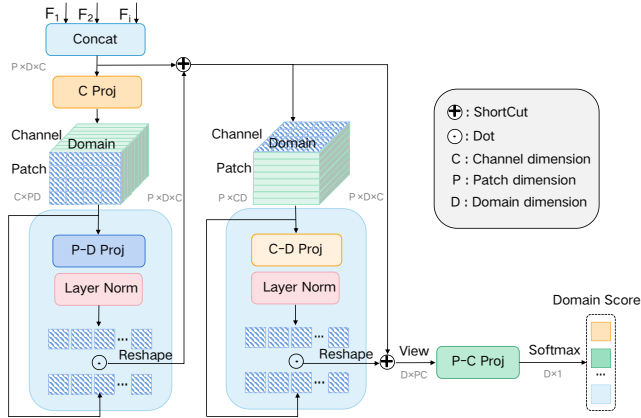 F1 F2 Fi
Concat
P×D×C
C Proj
Channel
Domain
Patch
C×PD
P×D×C
P-D Proj
Layer Norm
...
Reshape
...
Channel
Domain
Patch
P×CD
P×D×C
C-D Proj
Layer Norm
...
Reshape
...
: ShortCut
: Dot
C : Channel dimension
P : Patch dimension
D : Domain dimension
View
D×PC
P-C Proj
Softmax
D×1
Domain Score
...